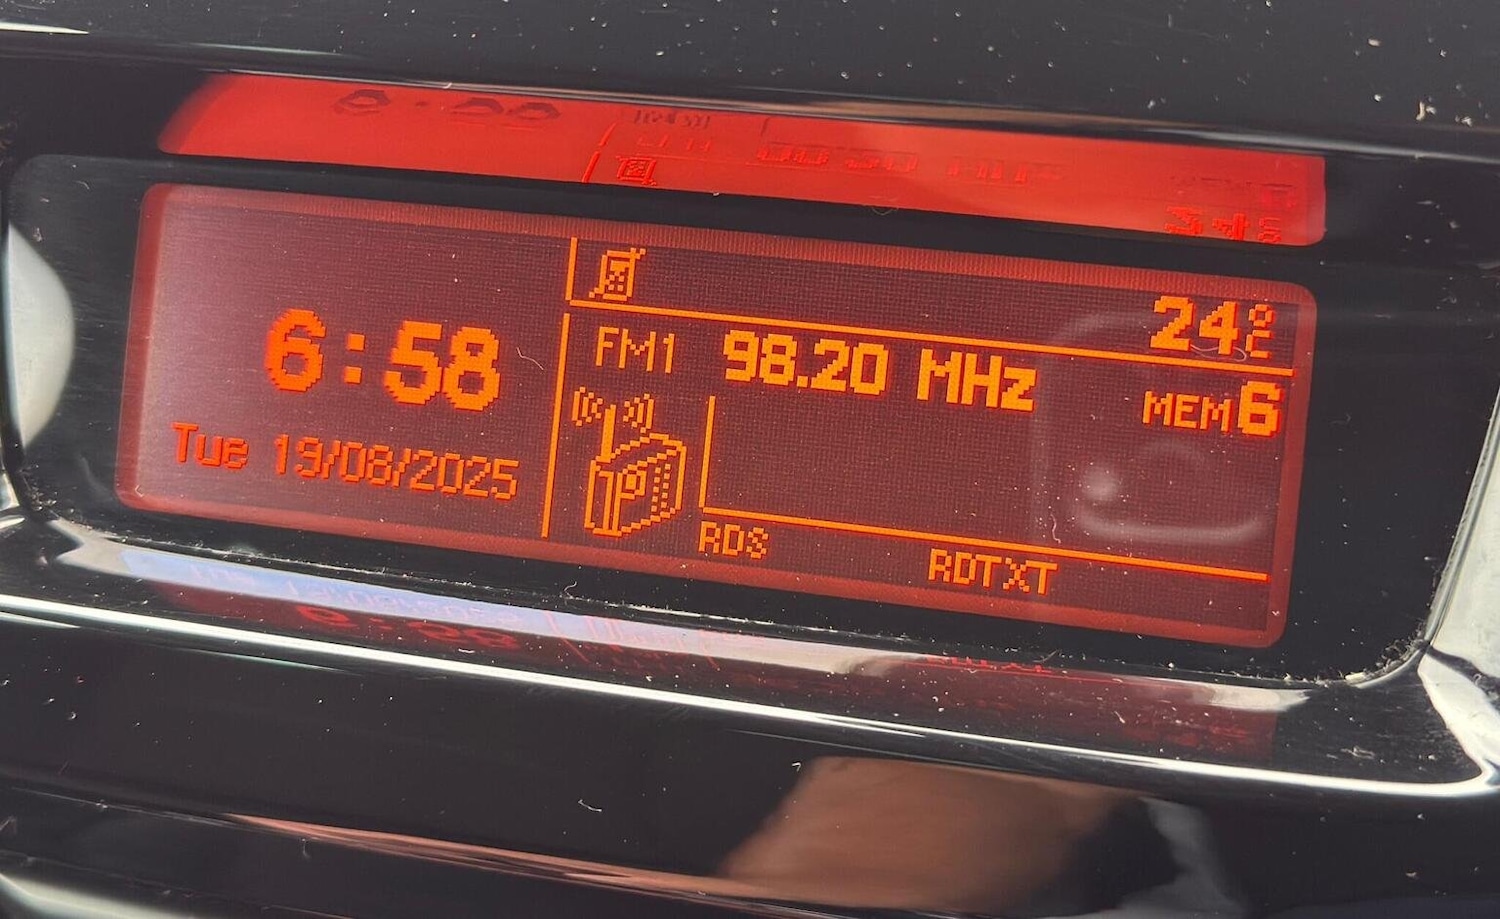 6:58
Tue 19/08/2025
24°C
FM1 98.20 MHz
MEM6
RDS RDTXT